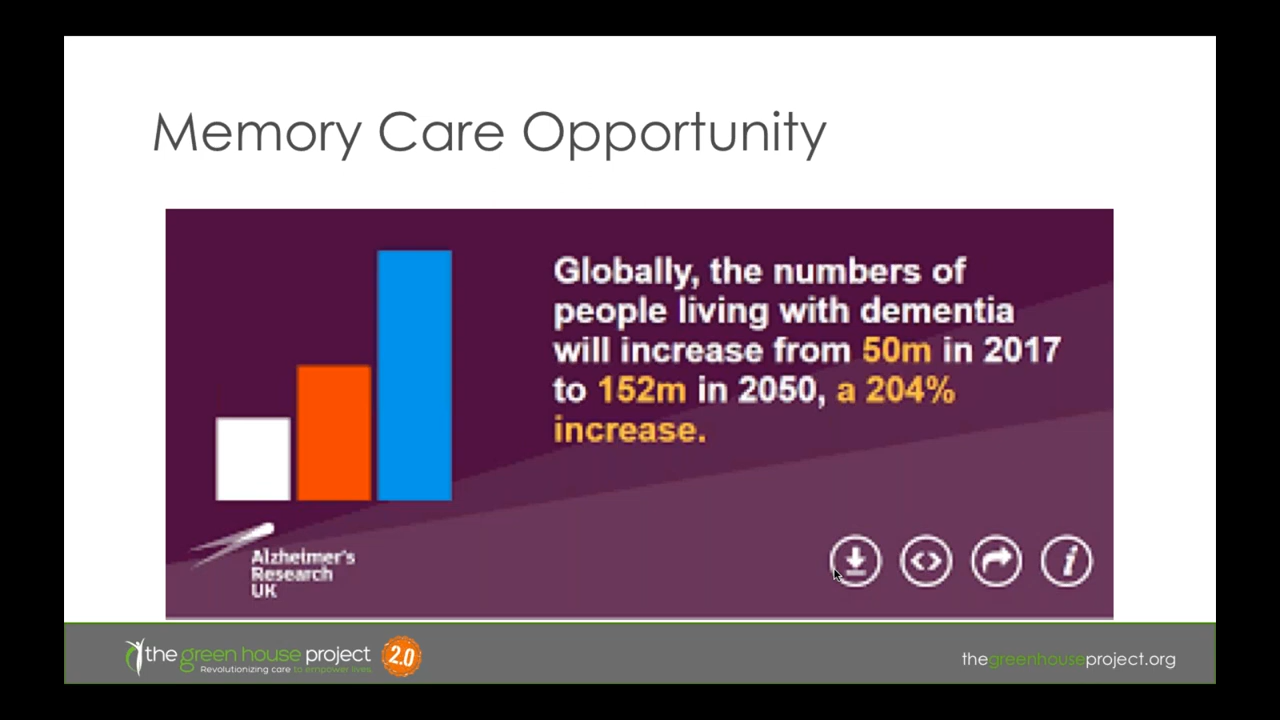 Memory Care Opportunity
Globally, the numbers of
people living with dementia
will increase from 50m in 2017
to 152m in 2050, a 204%
increase.
Alzheimer's
Research
UK
the green house project 2.0
Revolutionizing care to empower lives
thegreenhouseproject.org